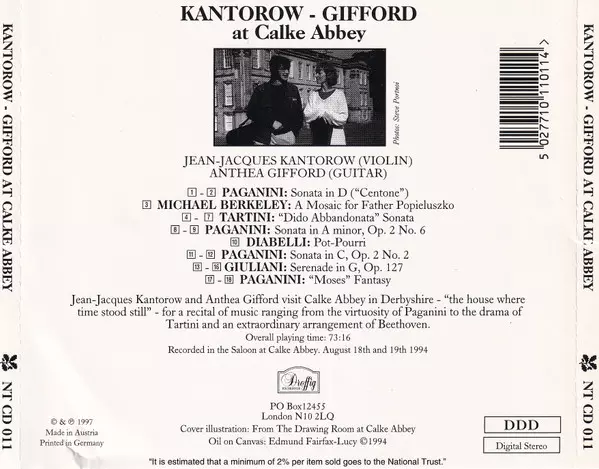 KANTOROW - GIFFORD
at Calke Abbey
KANTOROW - GIFFORD AT CALKE ABBEY
NT CD 011
Photo: Steve Portnoi
5 027710 110114 >
JEAN-JACQUES KANTOROW (VIOLIN)
ANTHEA GIFFORD (GUITAR)
1 - 2 PAGANINI: Sonata in D ("Centone")
3 MICHAEL BERKELEY: A Mosaic for Father Popieluszko
4 - 7 TARTINI: "Dido Abbandonata" Sonata
8 - 9 PAGANINI: Sonata in A minor, Op. 2 No. 6
10 DIABELLI: Pot-Pourri
11 - 12 PAGANINI: Sonata in C, Op. 2 No. 2
13 - 16 GIULIANI: Serenade in G, Op. 127
17 - 18 PAGANINI: "Moses" Fantasy
Jean-Jacques Kantorow and Anthea Gifford visit Calke Abbey in Derbyshire - "the house where
time stood still" - for a recital of music ranging from the virtuosity of Paganini to the drama of
Tartini and an extraordinary arrangement of Beethoven.
Overall playing time: 73:16
Recorded in the Saloon at Calke Abbey. August 18th and 19th 1994
Droffig
PO Box12455
London N10 2LQ
© & ℗ 1997
Made in Austria
Printed in Germany
Cover illustration: From The Drawing Room at Calke Abbey
Oil on Canvas: Edmund Fairfax-Lucy ©1994
DDD
Digital Stereo
"It is estimated that a minimum of 2% per item sold goes to the National Trust."
KANTOROW - GIFFORD AT CALKE ABBEY
NT CD 011